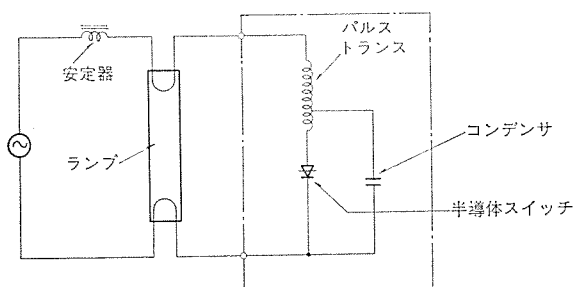 パルス
トランス
安定器
ランプ
コンデンサ
半導体スイッチ